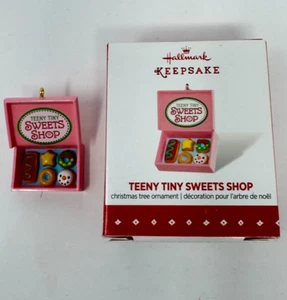 TEENY TINY
SWEETS
SHOP
Hallmark
KEEPSAKE
TEENY TINY
SWEETS
SHOP
TEENY TINY SWEETS SHOP
christmas tree ornament | décoration pour l'arbre de noël